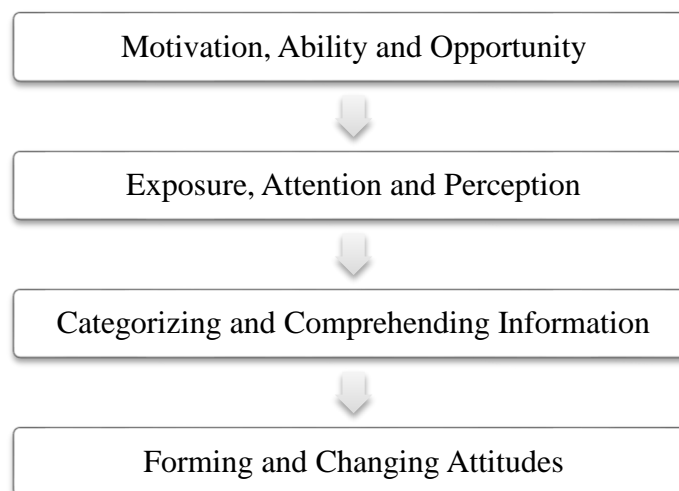 Motivation, Ability and Opportunity
Exposure, Attention and Perception
Categorizing and Comprehending Information
Forming and Changing Attitudes